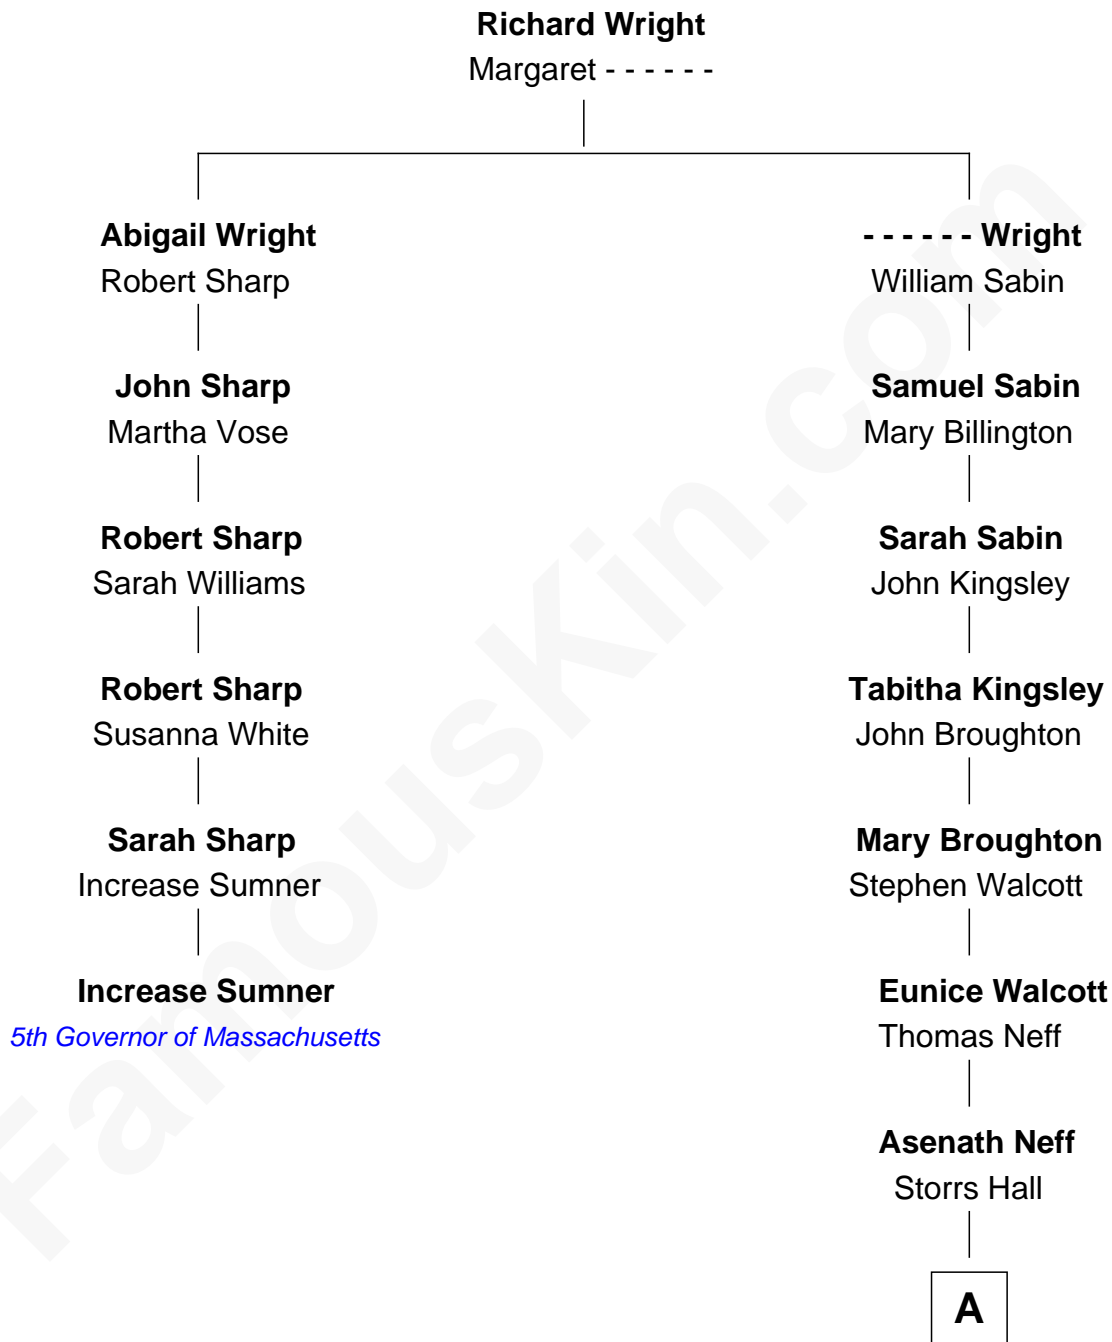 Richard Wright
Margaret - - - - - -
Abigail Wright
Robert Sharp
- - - - - - Wright
William Sabin
John Sharp
Martha Vose
Samuel Sabin
Mary Billington
Robert Sharp
Sarah Williams
Sarah Sabin
John Kingsley
Robert Sharp
Susanna White
Tabitha Kingsley
John Broughton
Sarah Sharp
Increase Sumner
Mary Broughton
Stephen Walcott
Increase Sumner
5th Governor of Massachusetts
Eunice Walcott
Thomas Neff
Asenath Neff
Storrs Hall
A
FamousKin.com